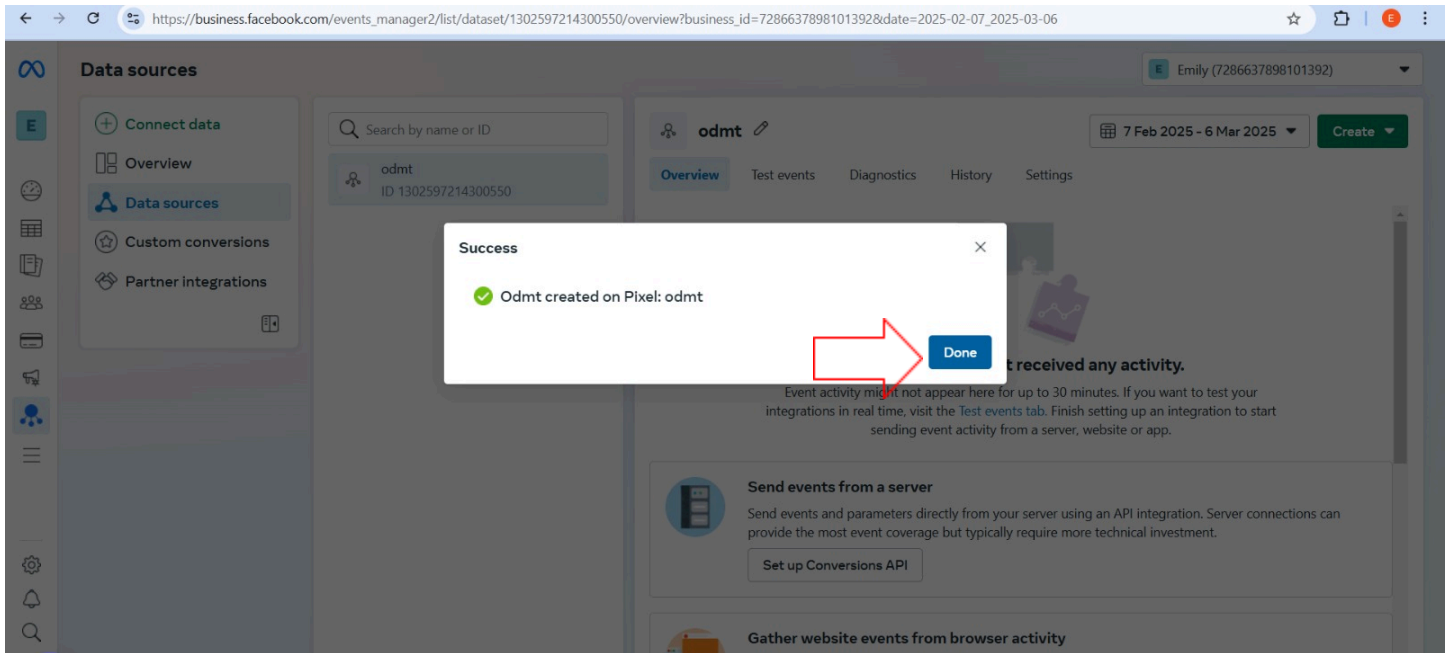 https://business.facebook.com/events_manager2/list/dataset/1302597214300550/overview?business_id=7286637898101392&date=2025-02-07_2025-03-06
E
Data sources
E Emily (7286637898101392)
E
Connect data
Overview
Data sources
Custom conversions
Partner integrations
Search by name or ID
odmt
ID 1302597214300550
odmt
7 Feb 2025 - 6 Mar 2025
Create
Overview Test events Diagnostics History Settings
Success
Odmt created on Pixel: odmt
Done
received any activity.
Event activity might not appear here for up to 30 minutes. If you want to test your
integrations in real time, visit the Test events tab. Finish setting up an integration to start
sending event activity from a server, website or app.
Send events from a server
Send events and parameters directly from your server using an API integration. Server connections can
provide the most event coverage but typically require more technical investment.
Set up Conversions API
Gather website events from browser activity